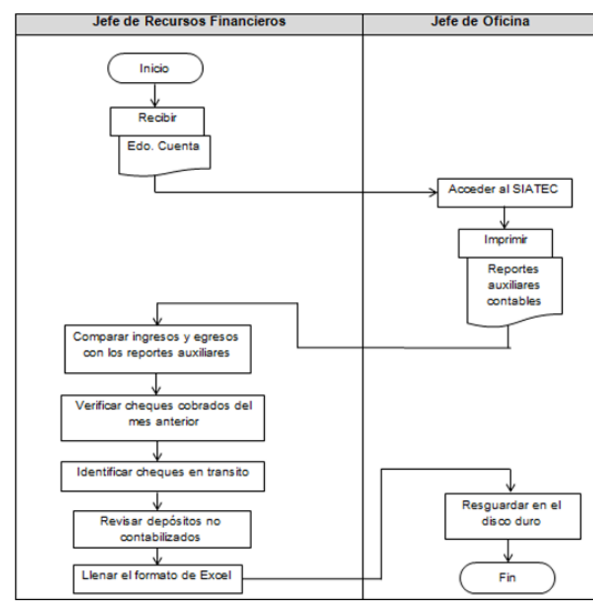 Jefe de Recursos Financieros
Jefe de Oficina
Inicio
Recibir
Edo. Cuenta
Acceder al SIATEC
Imprimir
Reportes
auxiliares
contables
Comparar ingresos y egresos
con los reportes auxiliares
Verificar cheques cobrados del
mes anterior
Identificar cheques en transito
Revisar depósitos no
contabilizados
Llenar el formato de Excel
Resguardar en el
disco duro
Fin